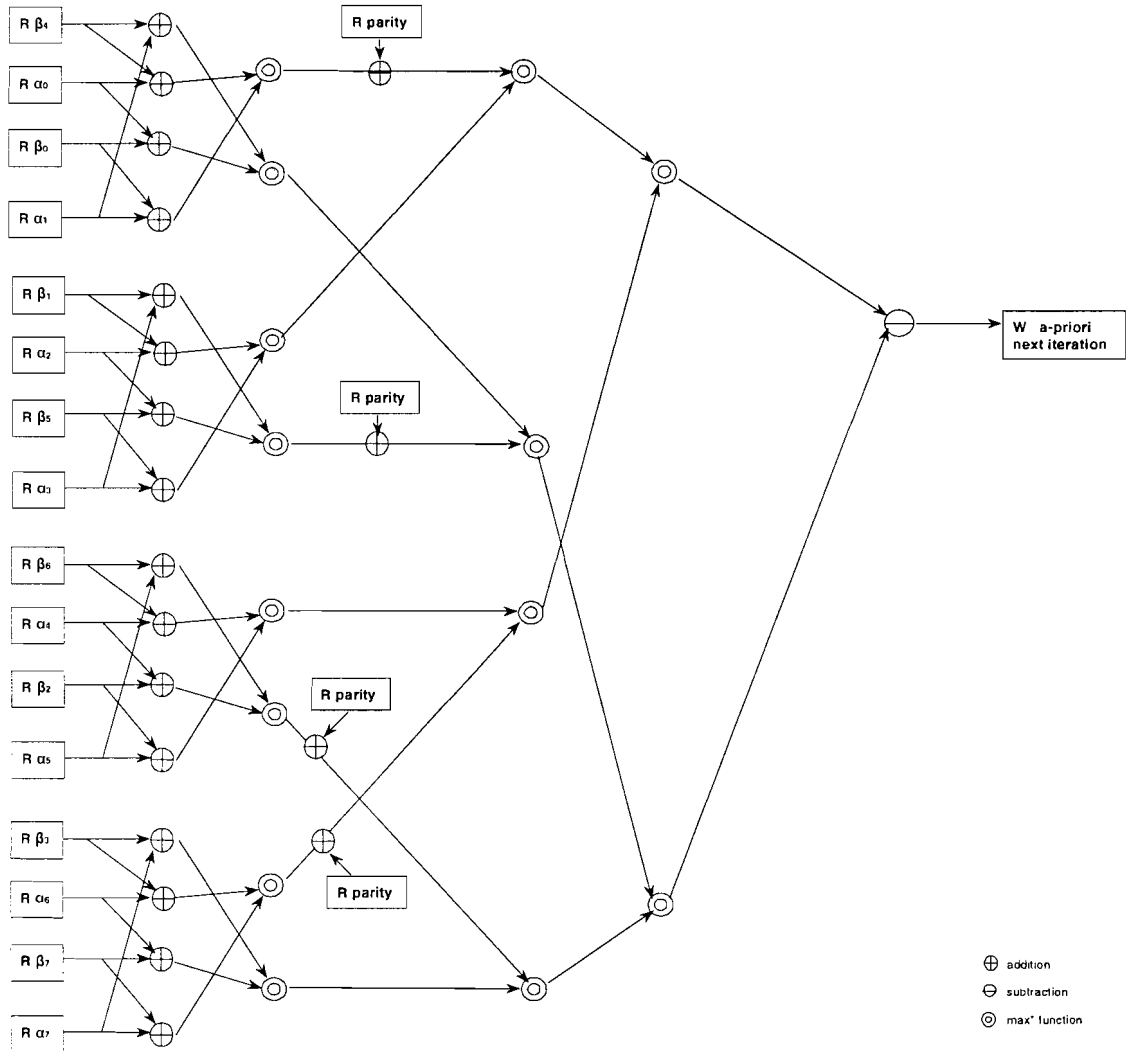 R β4
R parity
R α0
R β0
R α1
R β1
W a-priori
next iteration
R α2
R parity
R β5
R α3
R β6
R α4
R β2
R parity
R α5
R β3
R parity
R α6
R β7
addition
subtraction
max* function
R α7